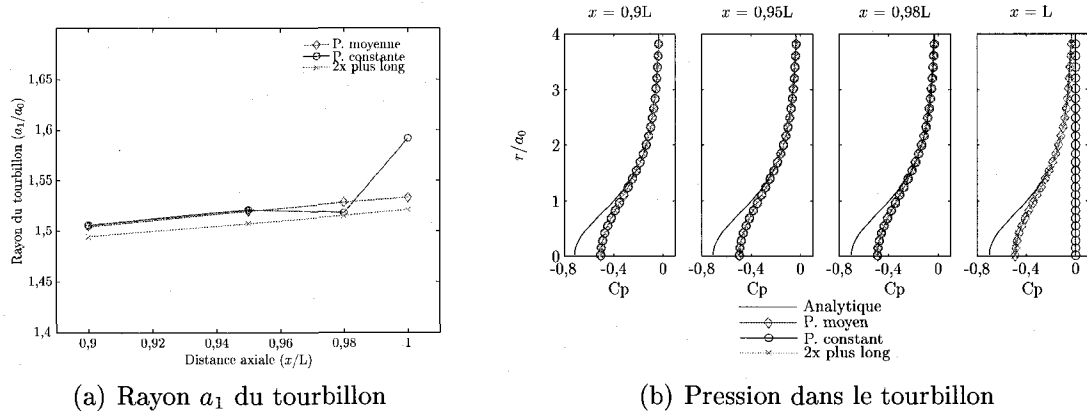 1,65
1,6
1,55
1,5
1,45
1,4
0,9
0,92
0,94
0,96
0,98
1
Rayon du tourbillon (a₁/a₀)
Distance axiale (x/L)
P. moyenne
P. constante
2x plus long
(a) Rayon a₁ du tourbillon
x = 0,9L
x = 0,95L
x = 0,98L
x = L
4
3
2
1
0
r/a₀
-0,8 -0,4 0
-0,8 -0,4 0
-0,8 -0,4 0
-0,8 -0,4 0
Cp
Cp
Cp
Cp
Analytique
P. moyen
P. constant
2x plus long
(b) Pression dans le tourbillon